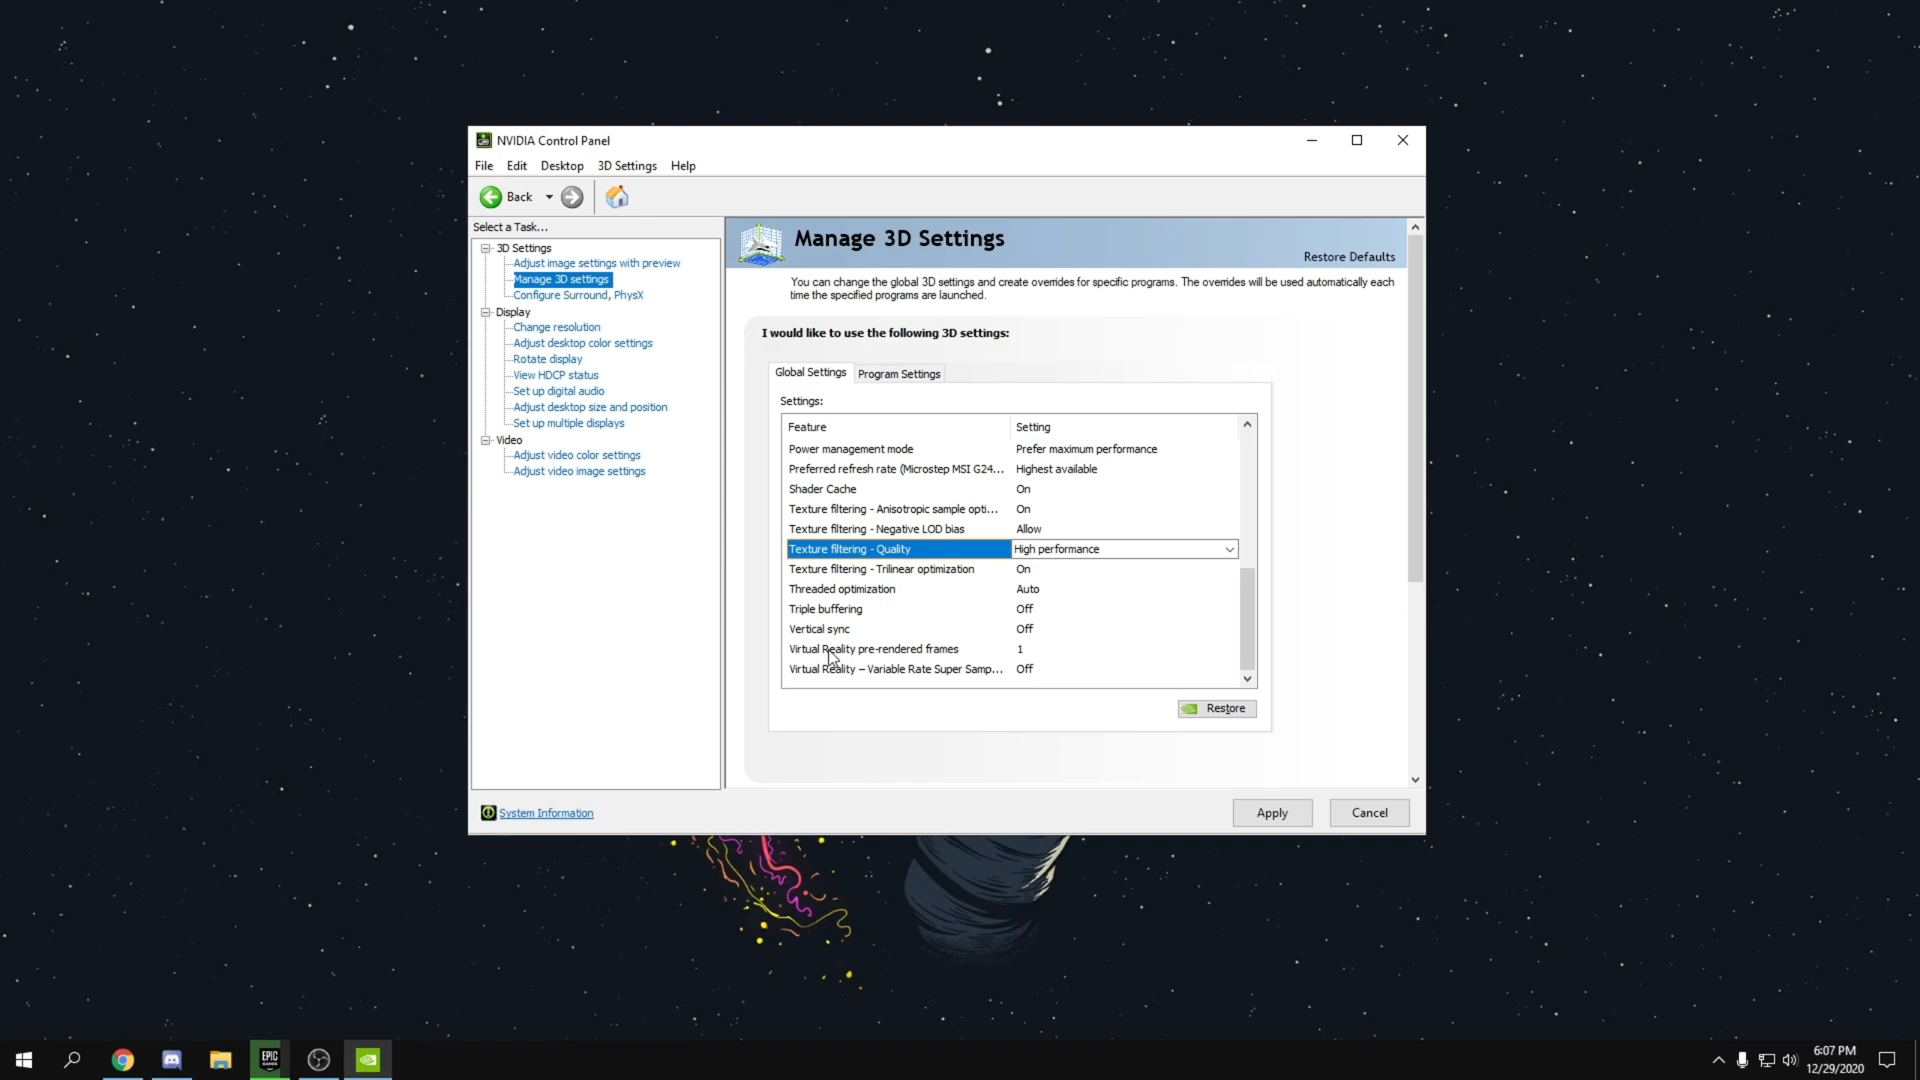 NVIDIA Control Panel
File Edit Desktop 3D Settings Help
Back
Select a Task...
3D Settings
Adjust image settings with preview
Manage 3D settings
Configure Surround, PhysX
Display
Change resolution
Adjust desktop color settings
Rotate display
View HDCP status
Set up digital audio
Adjust desktop size and position
Set up multiple displays
Video
Adjust video color settings
Adjust video image settings
System Information
Manage 3D Settings
Restore Defaults
You can change the global 3D settings and create overrides for specific programs. The overrides will be used automatically each
time the specified programs are launched.
I would like to use the following 3D settings:
Global Settings Program Settings
Settings:
Feature Setting
Power management mode Prefer maximum performance
Preferred refresh rate (Microstep MSI G24... Highest available
Shader Cache On
Texture filtering - Anisotropic sample opti... On
Texture filtering - Negative LOD bias Allow
Texture filtering - Quality High performance
Texture filtering - Trilinear optimization On
Threaded optimization Auto
Triple buffering Off
Vertical sync Off
Virtual Reality pre-rendered frames 1
Virtual Reality – Variable Rate Super Samp... Off
Restore
Apply Cancel
EPIC
GAMES
6:07 PM
12/29/2020